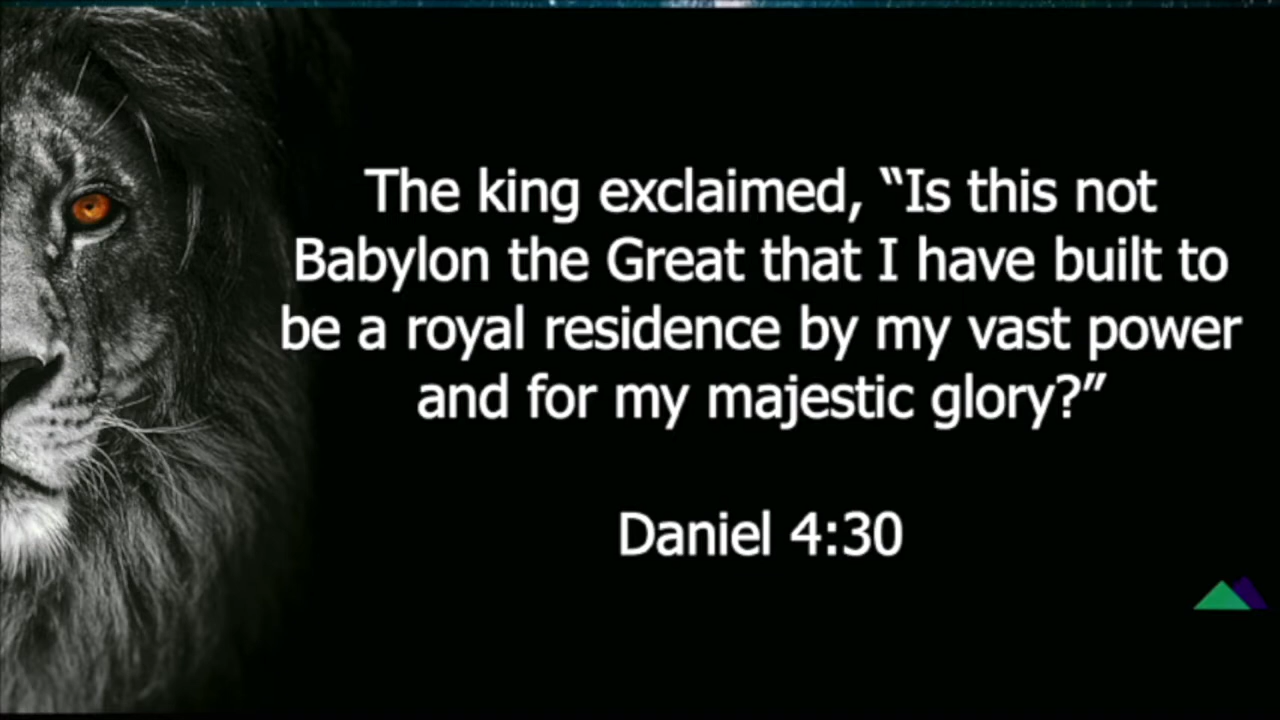 The king exclaimed, “Is this not
Babylon the Great that I have built to
be a royal residence by my vast power
and for my majestic glory?”
Daniel 4:30